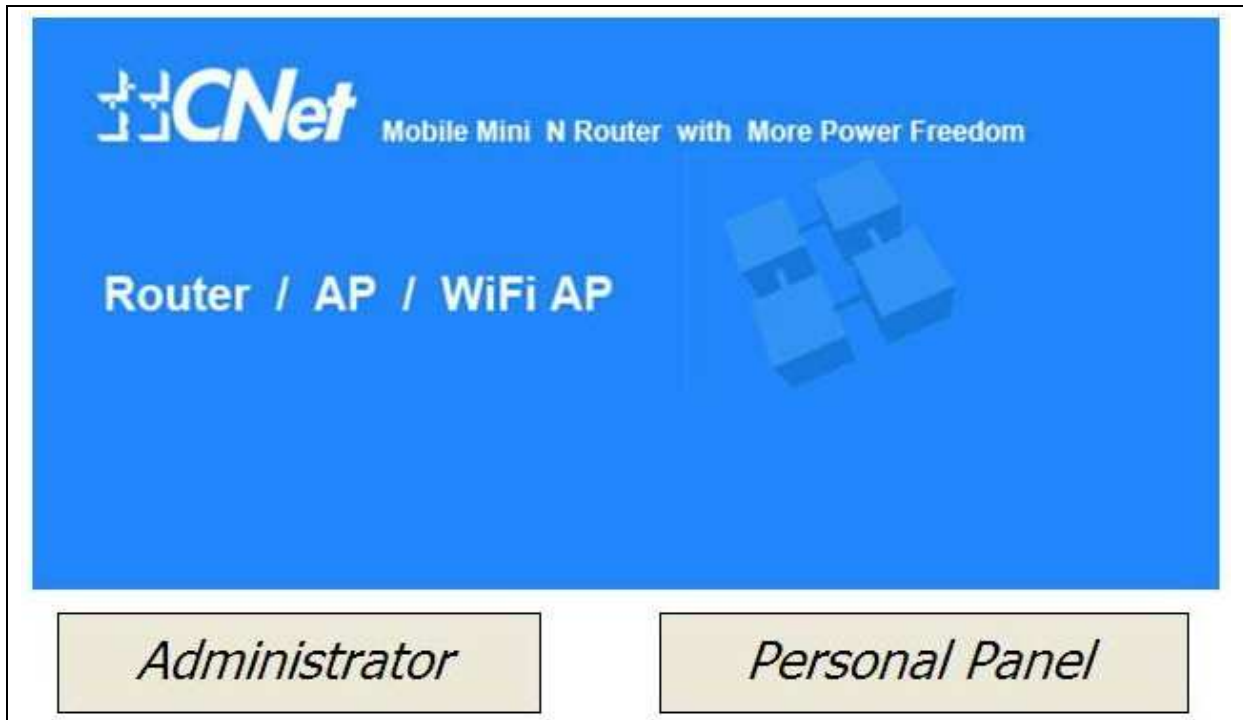 CNet Mobile Mini N Router with More Power Freedom
Router / AP / WiFi AP
Administrator
Personal Panel